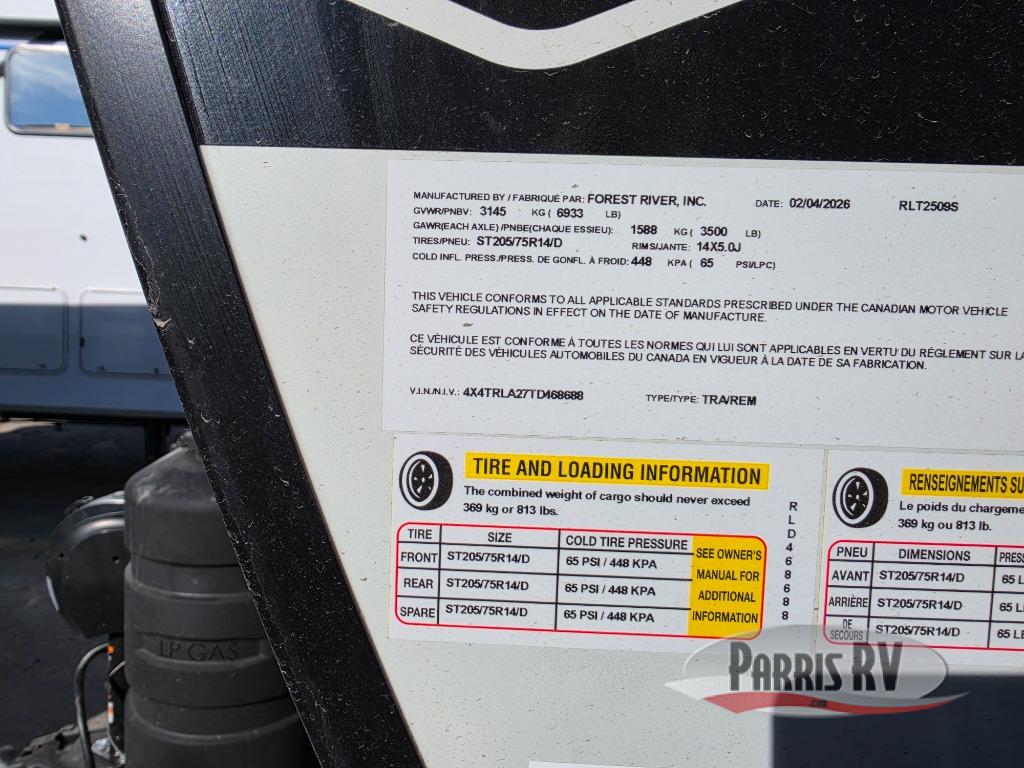 MANUFACTURED BY / FABRIQUÉ PAR: FOREST RIVER, INC. DATE: 02/04/2026 RLT2509S
GVWR/PNBV: 3145 KG ( 6933 LB)
GAWR(EACH AXLE) /PNBE(CHAQUE ESSIEU): 1588 KG ( 3500 LB)
TIRES/PNEU: ST205/75R14/D RIMS/JANTE: 14X5.0J
COLD INFL. PRESS./PRESS. DE GONFL. À FROID: 448 KPA ( 65 PSI/LPC)
THIS VEHICLE CONFORMS TO ALL APPLICABLE STANDARDS PRESCRIBED UNDER THE CANADIAN MOTOR VEHICLE
SAFETY REGULATIONS IN EFFECT ON THE DATE OF MANUFACTURE.
CE VÉHICULE EST CONFORME À TOUTES LES NORMES QUI LUI SONT APPLICABLES EN VERTU DU RÉGLEMENT SUR LA
SÉCURITÉ DES VÉHICULES AUTOMOBILES DU CANADA EN VIGUEUR À LA DATE DE SA FABRICATION.
V.I.N./N.I.V.: 4X4TRLA27TD468688 TYPE/TYPE: TRA/REM
TIRE AND LOADING INFORMATION
The combined weight of cargo should never exceed
369 kg or 813 lbs.
TIRE SIZE COLD TIRE PRESSURE
FRONT ST205/75R14/D 65 PSI / 448 KPA
REAR ST205/75R14/D 65 PSI / 448 KPA
SPARE ST205/75R14/D 65 PSI / 448 KPA
SEE OWNER'S
MANUAL FOR
ADDITIONAL
INFORMATION
RLD468688
RENSEIGNEMENTS SU
Le poids du chargeme
369 kg ou 813 lb.
PNEU DIMENSIONS PRESS
AVANT ST205/75R14/D 65 L
ARRIÈRE ST205/75R14/D 65 L
DE SECOURS ST205/75R14/D 65 L
LP GAS
PARRIS RV
.com